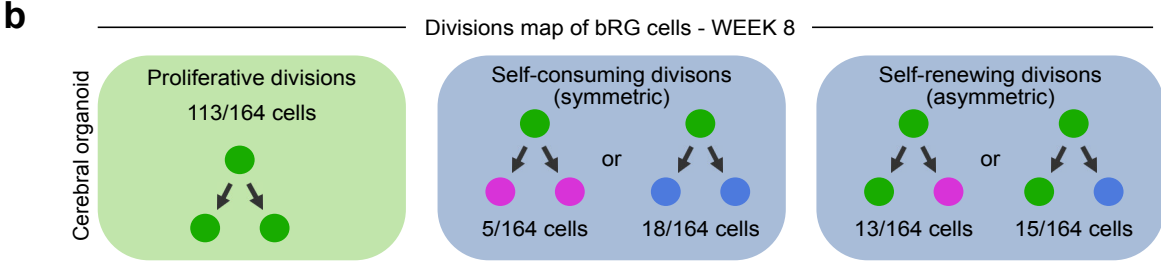 b
Divisions map of bRG cells - WEEK 8
Cerebral organoid
Proliferative divisions
113/164 cells
Self-consuming divisons
(symmetric)
or
5/164 cells
18/164 cells
Self-renewing divisons
(asymmetric)
or
13/164 cells
15/164 cells